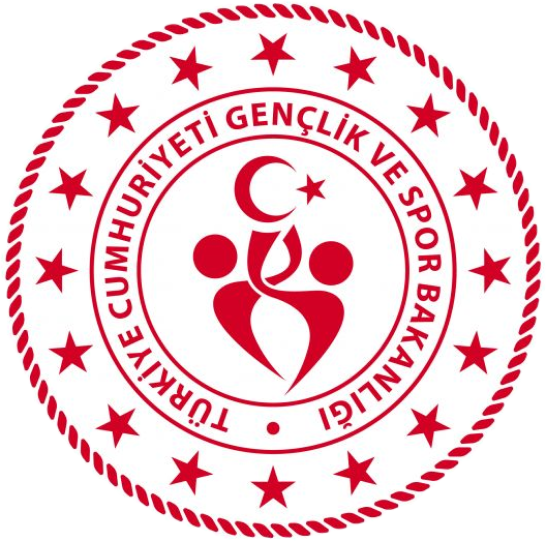 TÜRKİYE CUMHURİYETİ GENÇLİK VE SPOR BAKANLIĞI